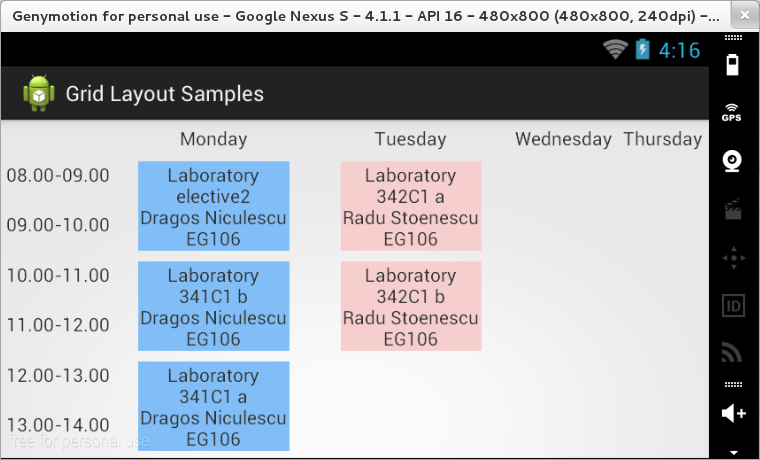 Genymotion for personal use - Google Nexus S - 4.1.1 - API 16 - 480x800 (480x800, 240dpi) -...
4:16
GPS
Grid Layout Samples
Monday Tuesday Wednesday Thursday
08.00-09.00
Laboratory
elective2
Dragos Niculescu
EG106
Laboratory
342C1 a
Radu Stoenescu
EG106
09.00-10.00
10.00-11.00
Laboratory
341C1 b
Dragos Niculescu
EG106
Laboratory
342C1 b
Radu Stoenescu
EG106
ID
11.00-12.00
12.00-13.00
Laboratory
341C1 a
Dragos Niculescu
EG106
13.00-14.00
free for personal use